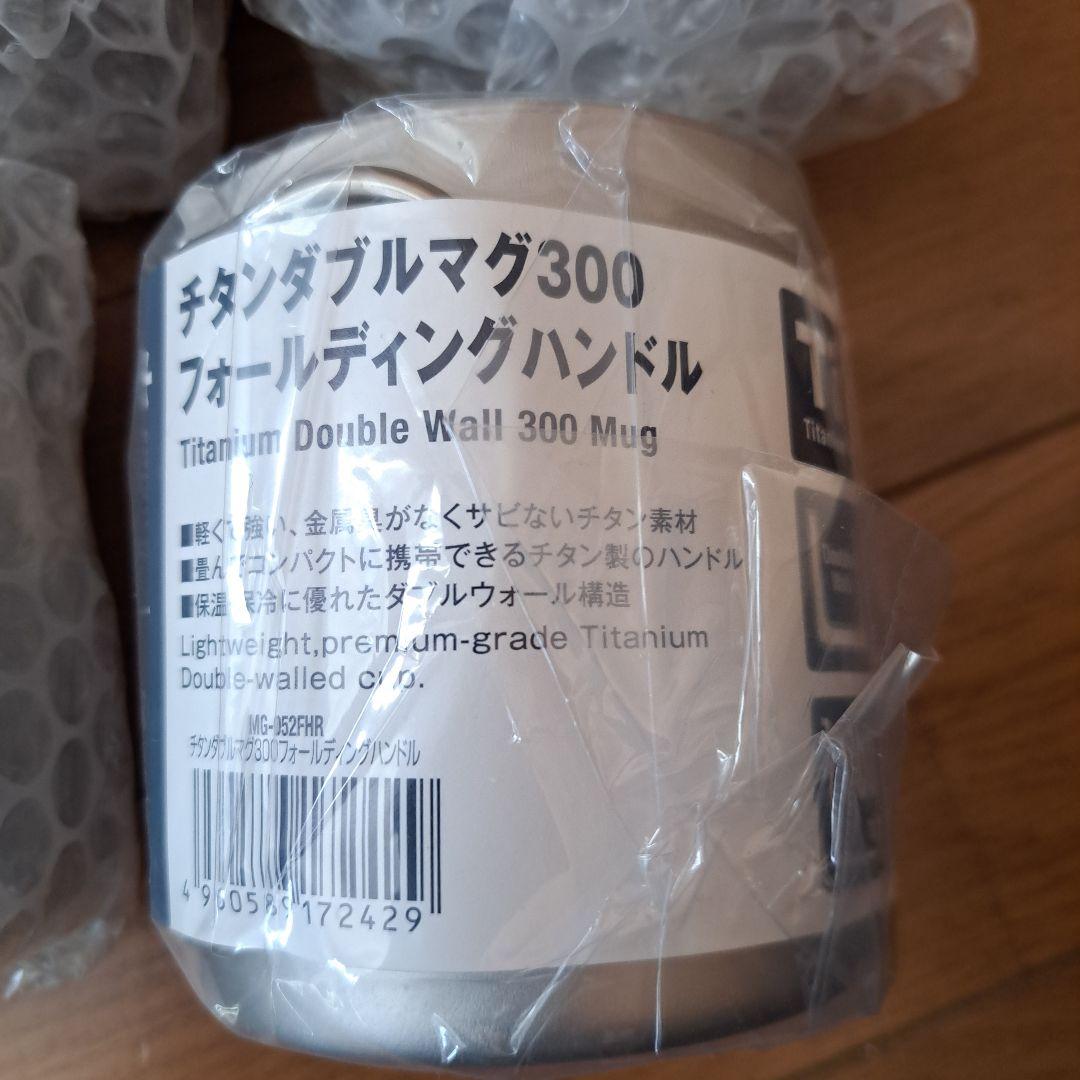 チタンダブルマグ300
フォールディングハンドル
Titanium Double Wall 300 Mug
■軽くて強い、金属臭がなくサビないチタン素材
■畳んでコンパクトに携帯できるチタン製のハンドル
■保温・保冷に優れたダブルウォール構造
Lightweight,premium-grade Titanium
Double-walled cup.
MG-052FHR
チタンダブルマグ300フォールディングハンドル
4 960589 172429